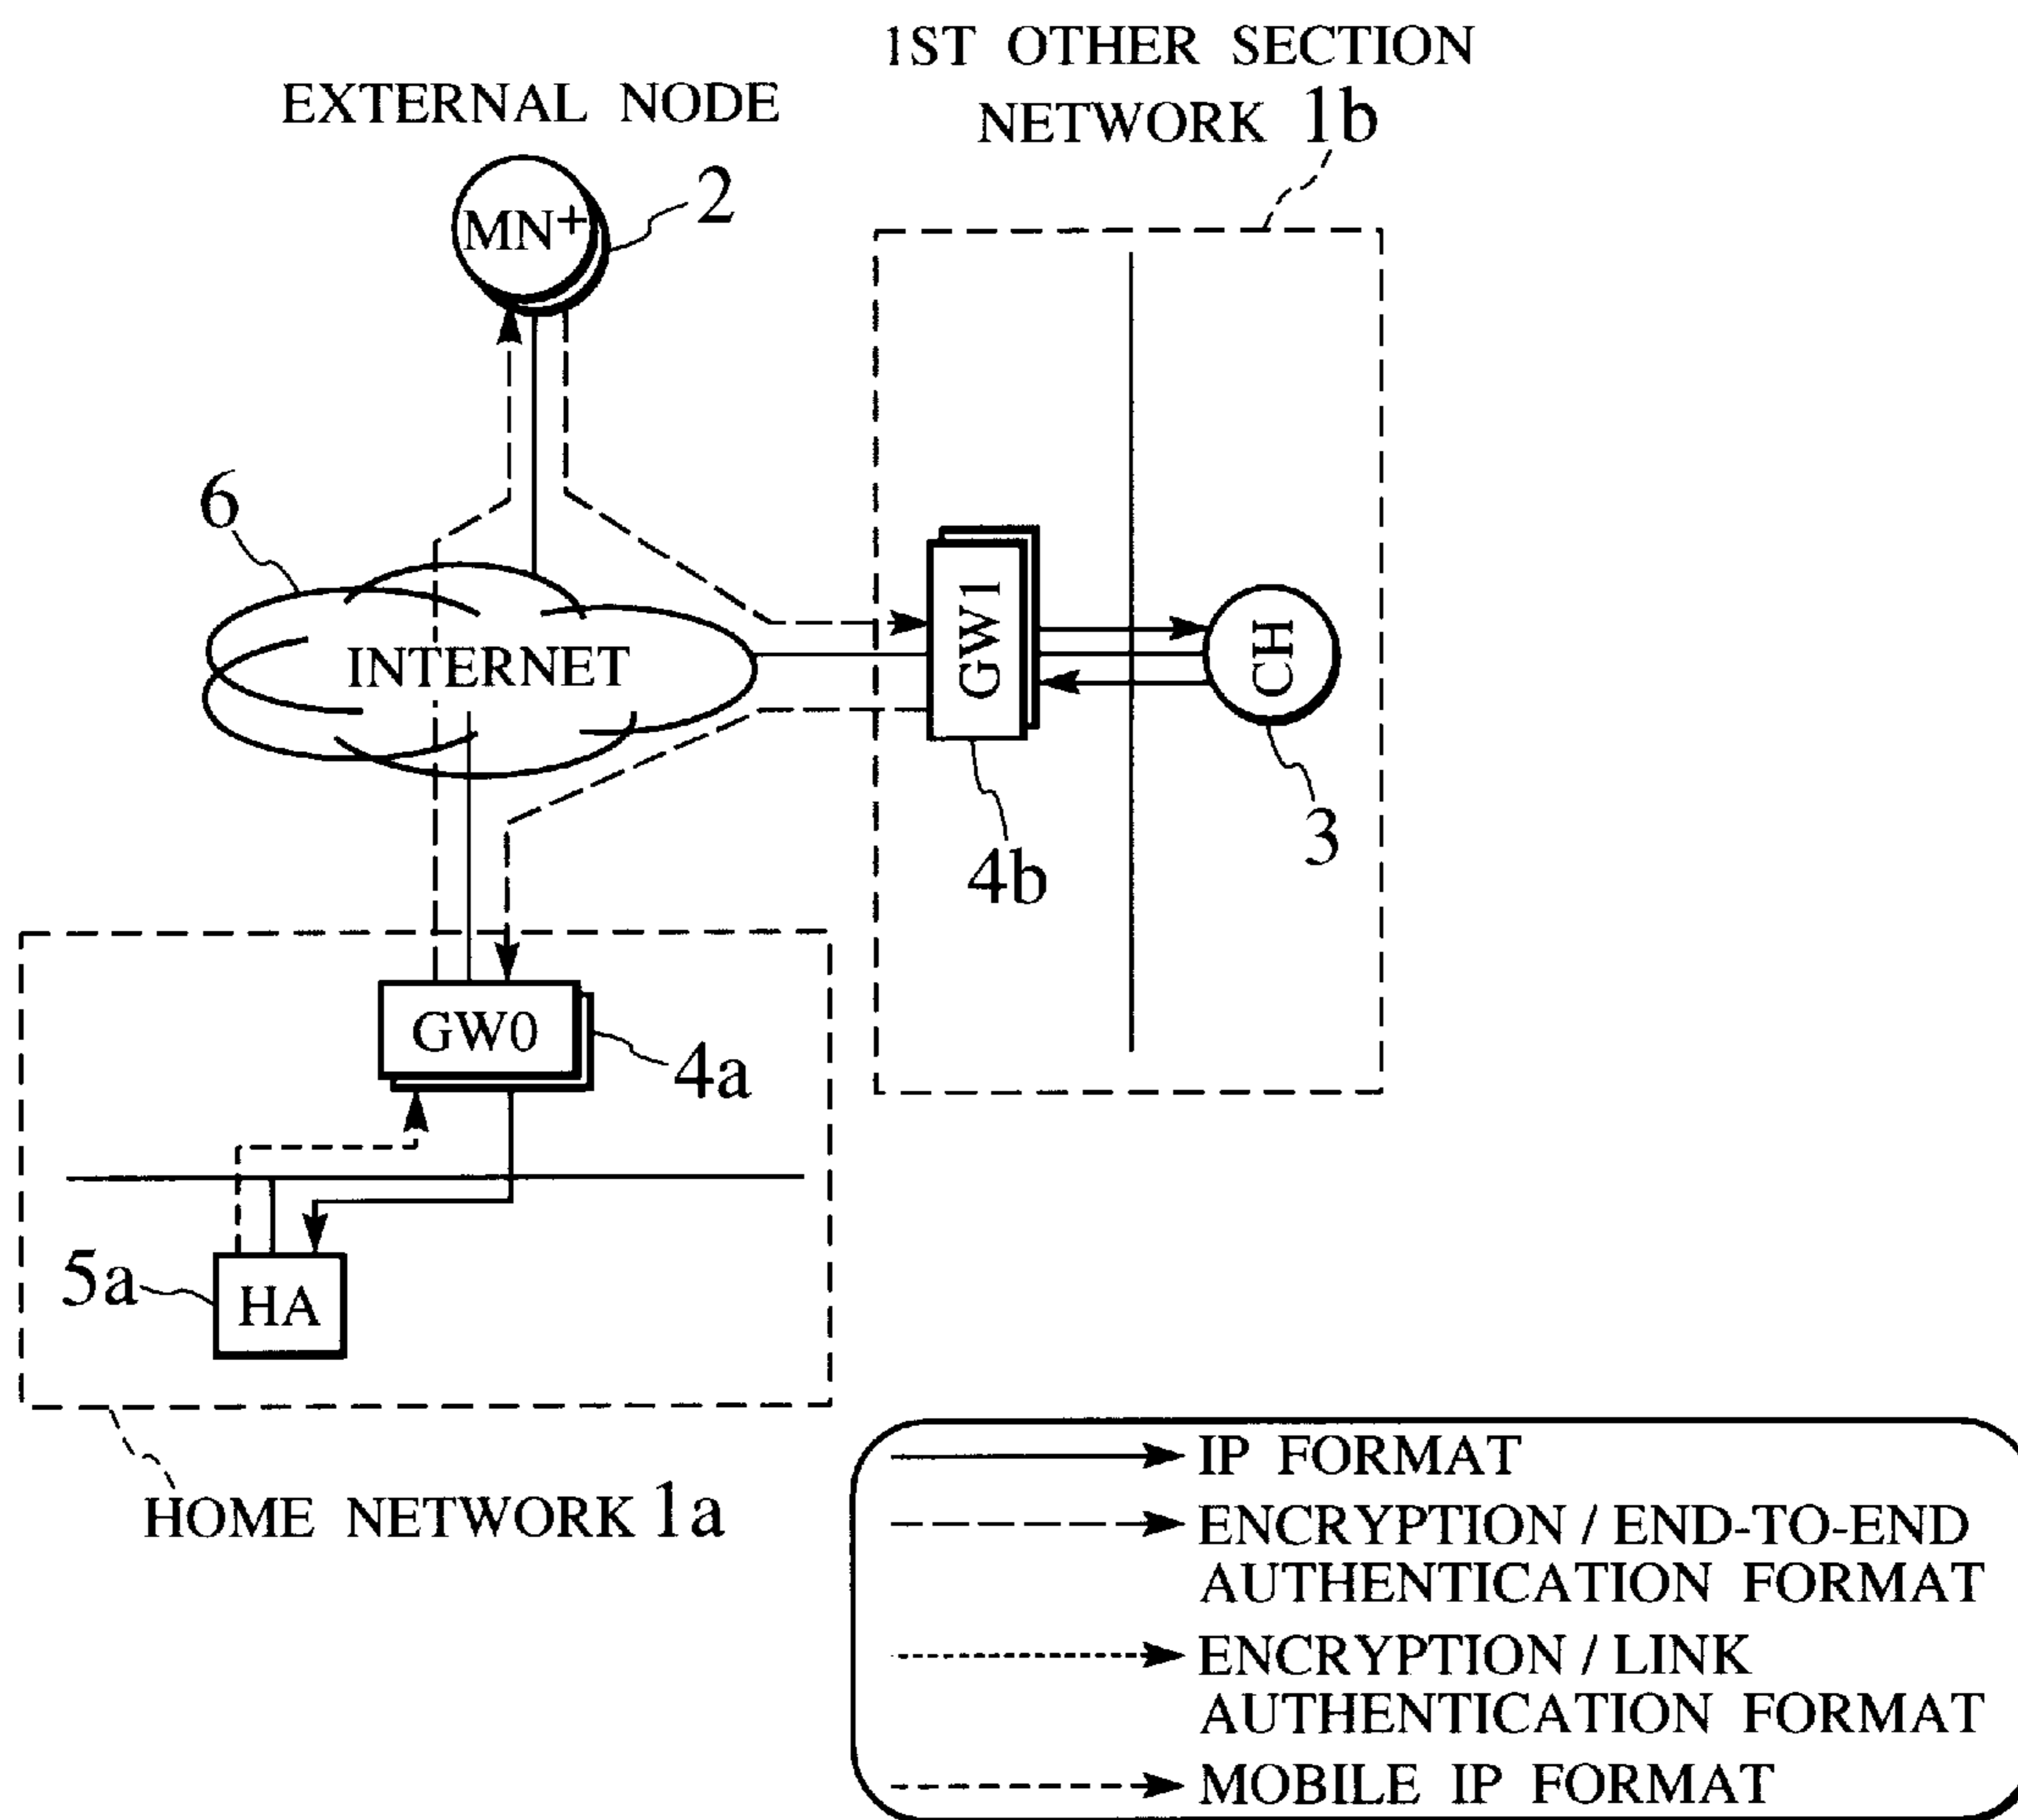 1ST OTHER SECTION
NETWORK 1b
EXTERNAL NODE
MN+
2
6
INTERNET
GW1
CH
4b
3
GW0
4a
5a
HA
HOME NETWORK 1a
IP FORMAT
ENCRYPTION / END-TO-END
AUTHENTICATION FORMAT
ENCRYPTION / LINK
AUTHENTICATION FORMAT
MOBILE IP FORMAT